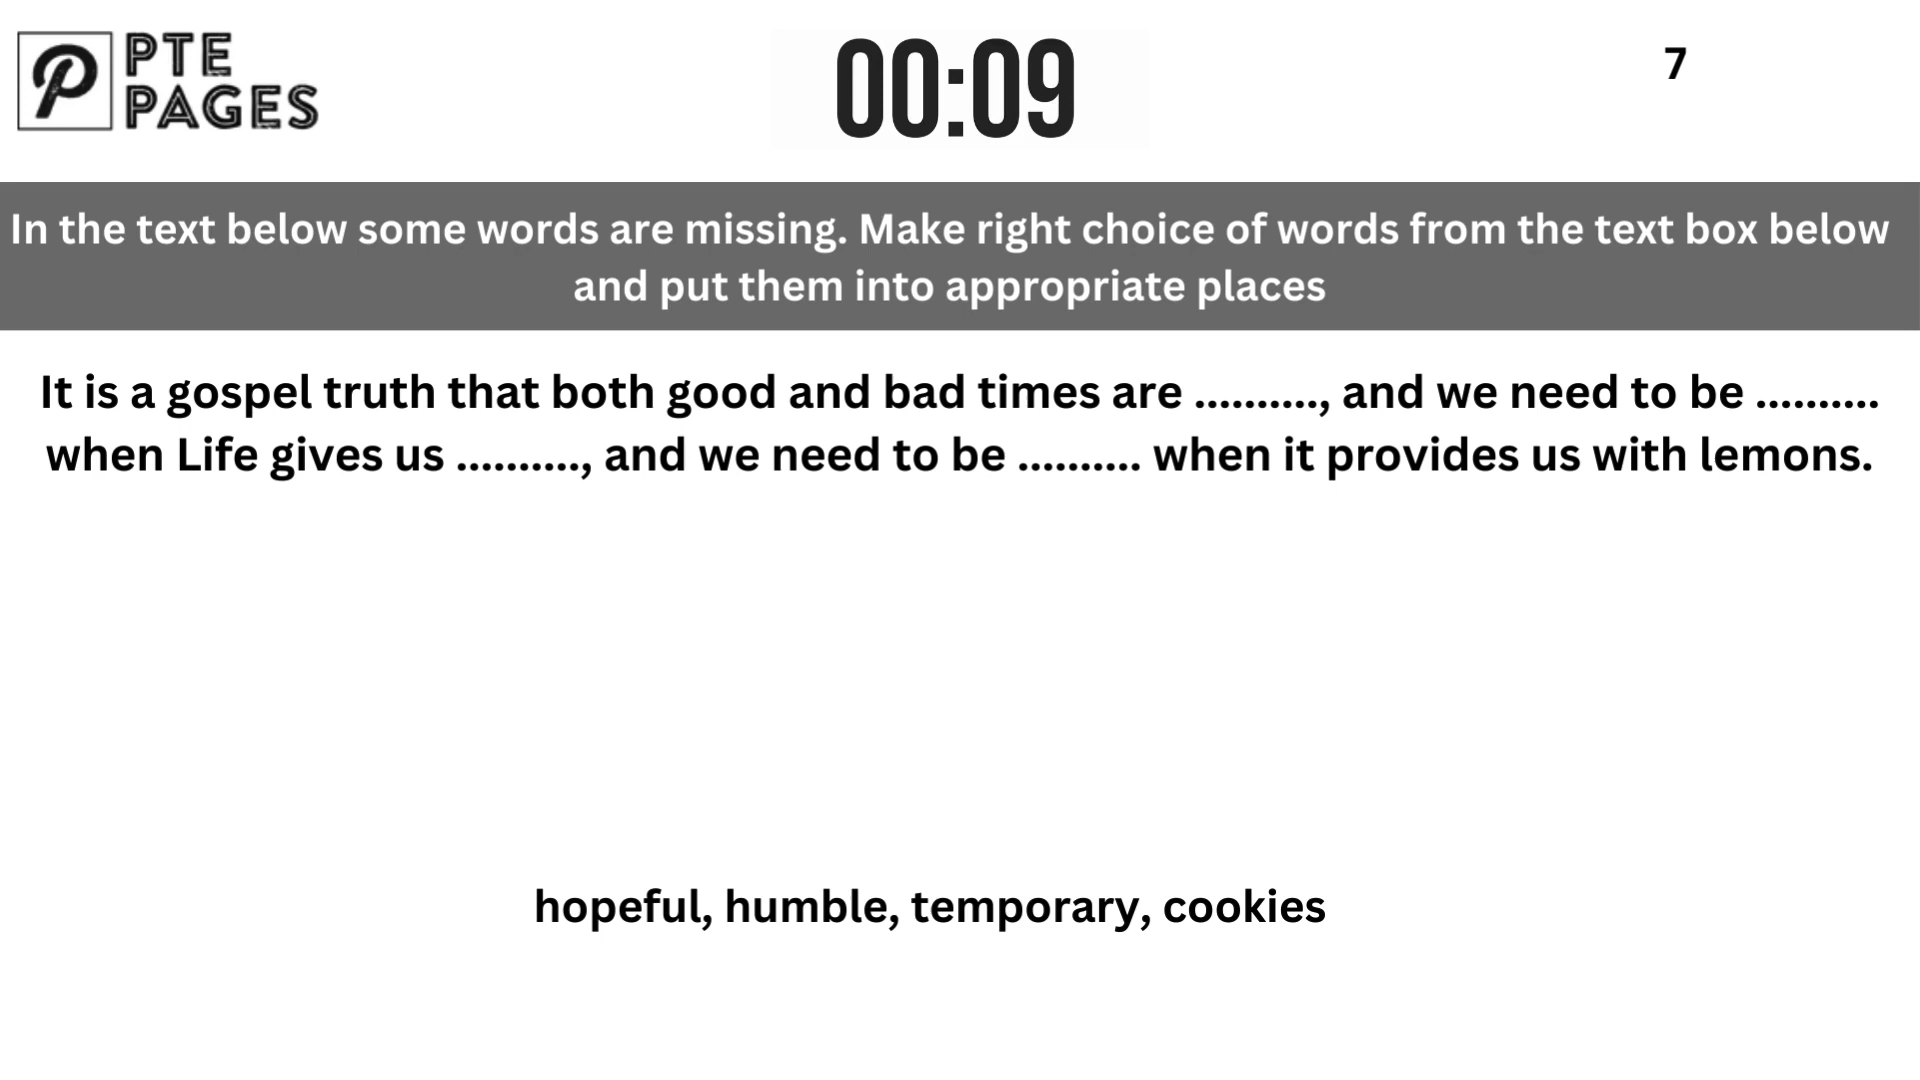 PTE
PAGES
00:09
7
In the text below some words are missing. Make right choice of words from the text box below
and put them into appropriate places
It is a gospel truth that both good and bad times are .........., and we need to be ..........
when Life gives us .........., and we need to be .......... when it provides us with lemons.
hopeful, humble, temporary, cookies